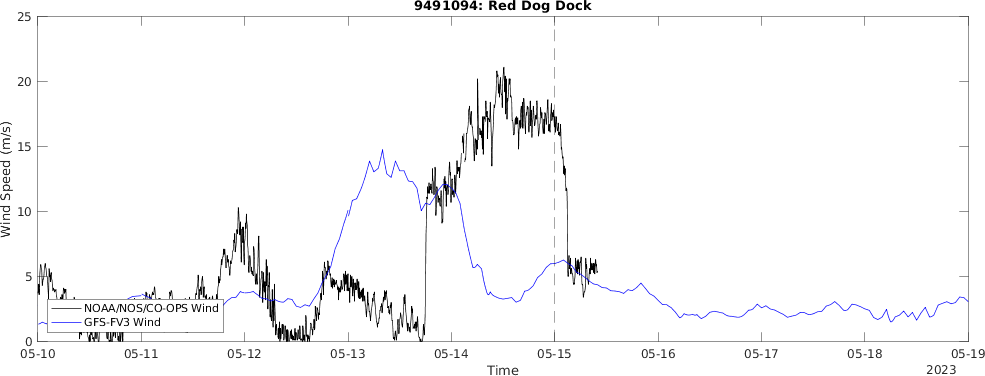 9491094: Red Dog Dock
25
20
15
10
5
0
Wind Speed (m/s)
NOAA/NOS/CO-OPS Wind
GFS-FV3 Wind
05-10 05-11 05-12 05-13 05-14 05-15 05-16 05-17 05-18 05-19
Time
2023